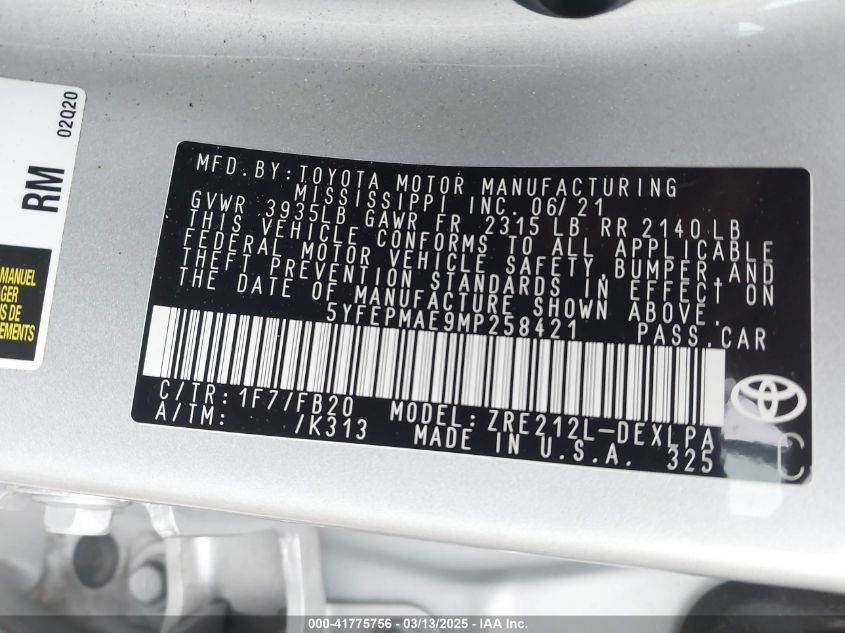 02Q20
RM
MANUEL
GER
S DE
EMENTS
MFD.BY:TOYOTA MOTOR MANUFACTURING
MISSISSIPPI INC. 06/21
GVWR 3935LB GAWR FR 2315 LB RR 2140 LB
THIS VEHICLE CONFORMS TO ALL APPLICABLE
FEDERAL MOTOR VEHICLE SAFETY,BUMPER,AND
THEFT PREVENTION STANDARDS IN EFFECT ON
THE DATE OF MANUFACTURE SHOWN ABOVE.
5YFEPMAE9MP258421 PASS.CAR
C/TR: 1F7/FB20 MODEL: ZRE212L-DEXLPA
A/TM: /K313 MADE IN U.S.A. 325
C
000-41775756 — 03/13/2025 — IAA Inc.